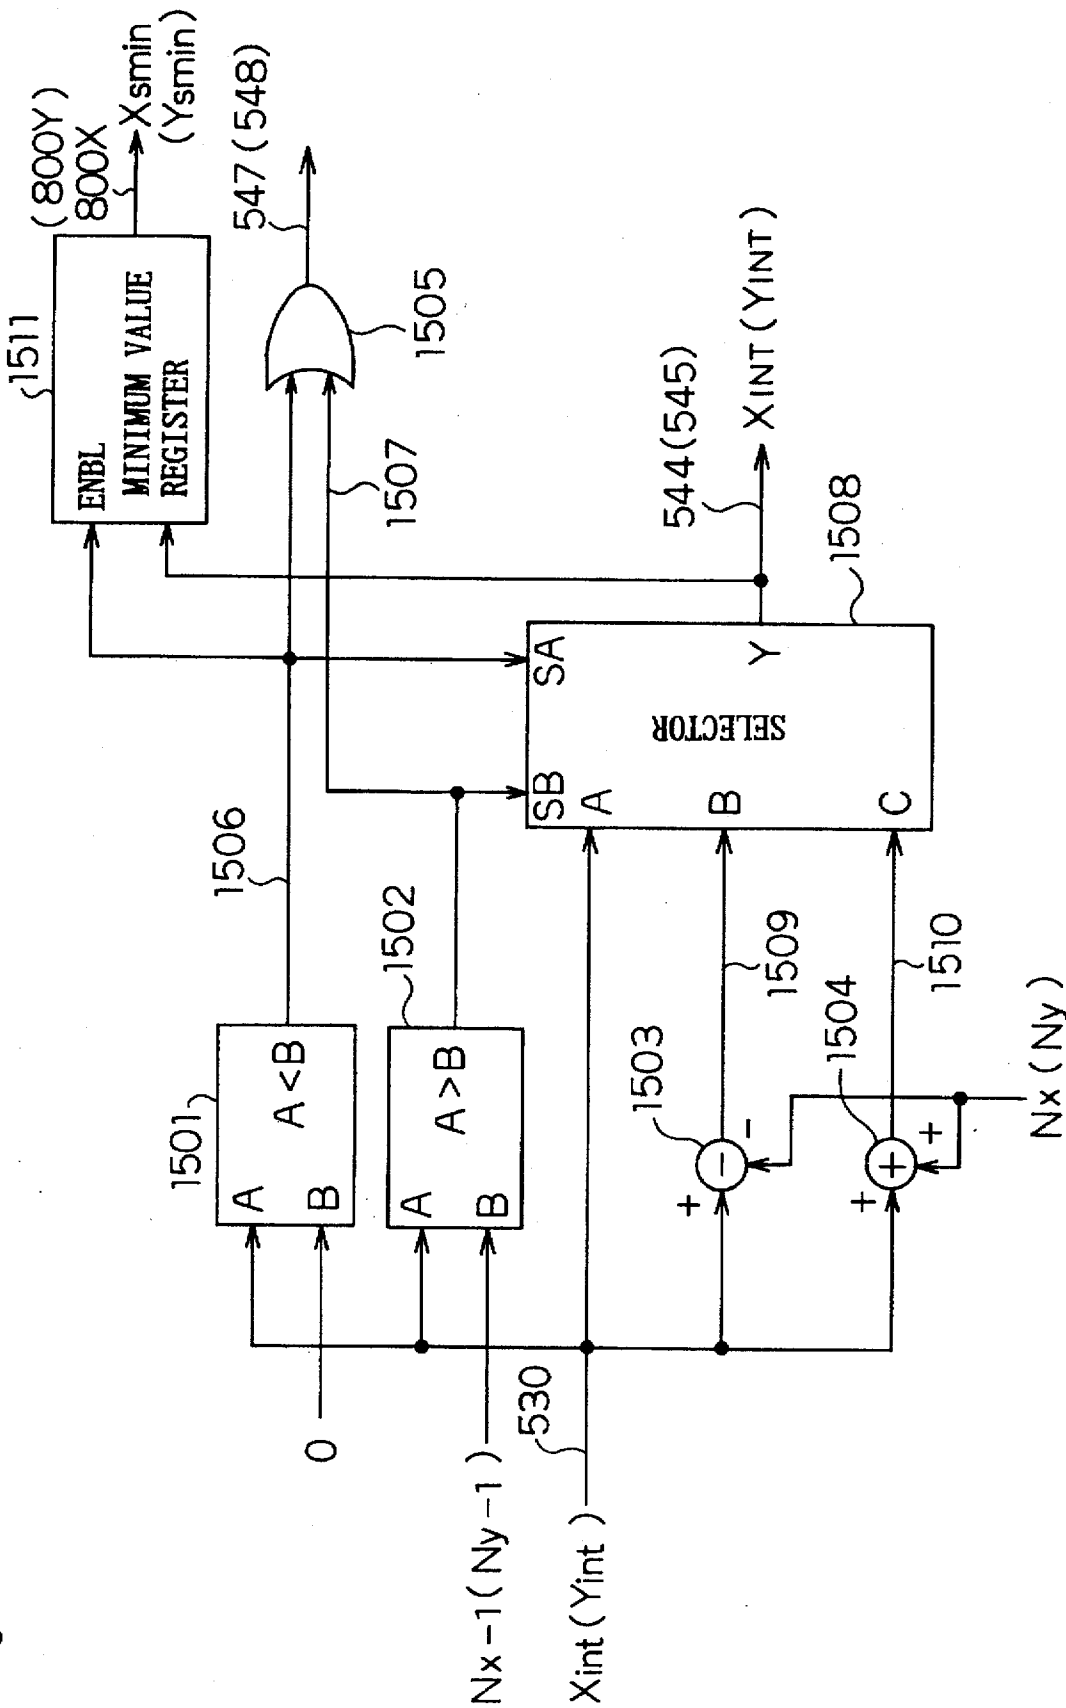 1511
(800Y)
800X
Xsmin
(Ysmin)
ENBL
MINIMUM VALUE
REGISTER
547(548)
1505
1507
1506
1501
A
B
A<B
0
1502
A
B
A>B
Nx-1(Ny-1)
530
Xint(Yint)
SB
SA
A
B
C
Y
SELECTOR
1508
544(545)
XINT(YINT)
1503
+
-
-
1509
1504
+
+
+
1510
Nx(Ny)